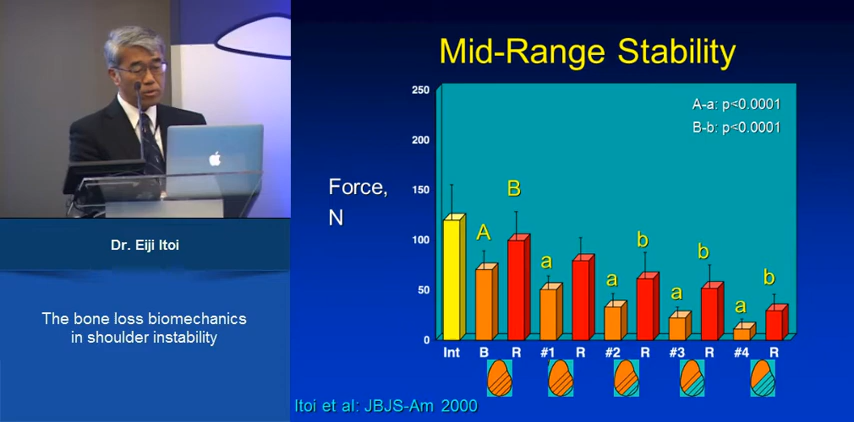 Mid-Range Stability
250
200
150
100
50
0
Force,
N
A-a: p<0.0001
B-b: p<0.0001
A
B
a
b
a
b
a
b
a
Int B R #1 R #2 R #3 R #4 R
Itoi et al: JBJS-Am 2000
Dr. Eiji Itoi
The bone loss biomechanics
in shoulder instability